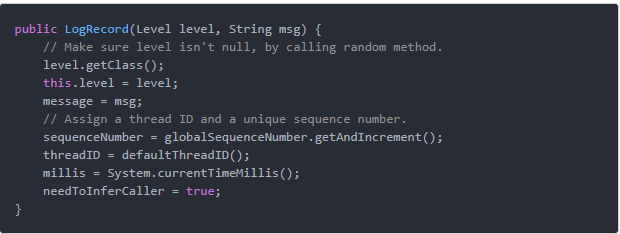 public LogRecord(Level level, String msg) {
    // Make sure level isn't null, by calling random method.
    level.getClass();
    this.level = level;
    message = msg;
    // Assign a thread ID and a unique sequence number.
    sequenceNumber = globalSequenceNumber.getAndIncrement();
    threadID = defaultThreadID();
    millis = System.currentTimeMillis();
    needToInferCaller = true;
}